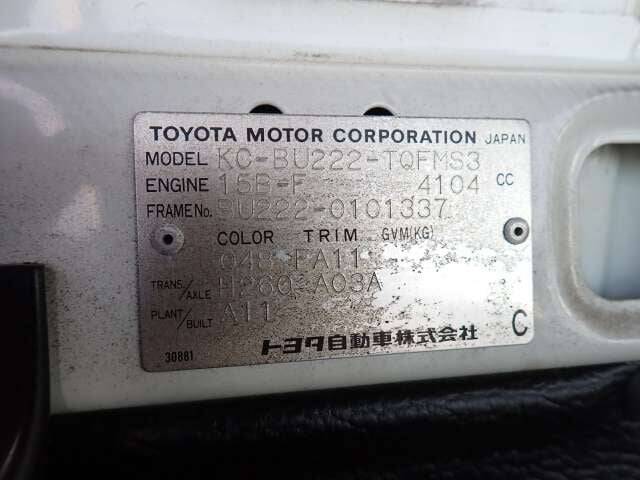 TOYOTA MOTOR CORPORATION JAPAN
MODEL KC-BU222-TQFMS3
ENGINE 15B-F 4104 CC
FRAME No. BU222-0101337
COLOR TRIM GVM(KG)
048 FA11
TRANS/AXLE H260 A03A
PLANT/BUILT A11
30881 トヨタ自動車株式会社 C